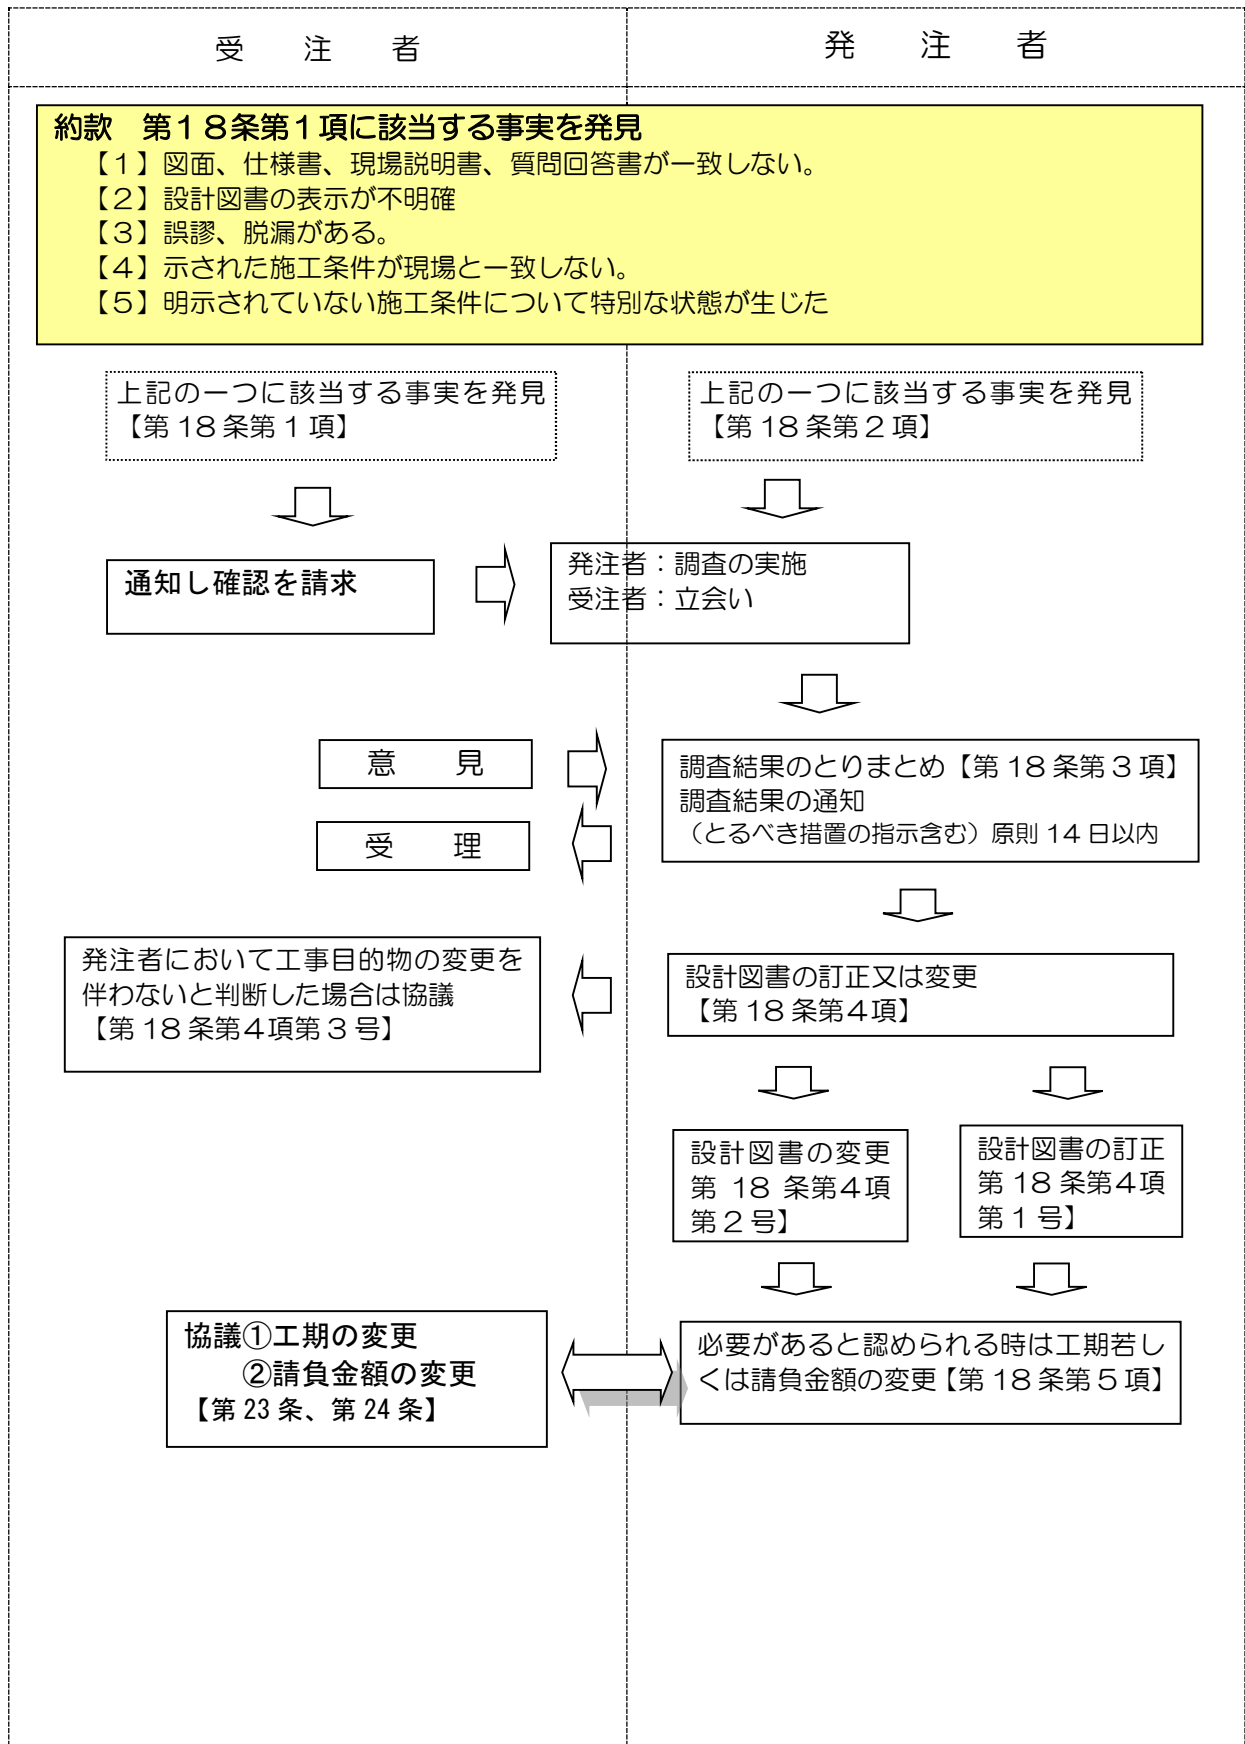 受　注　者
発　注　者
約款　第１８条第１項に該当する事実を発見
【１】図面、仕様書、現場説明書、質問回答書が一致しない。
【２】設計図書の表示が不明確
【３】誤謬、脱漏がある。
【４】示された施工条件が現場と一致しない。
【５】明示されていない施工条件について特別な状態が生じた
上記の一つに該当する事実を発見
【第 18 条第 1 項】
上記の一つに該当する事実を発見
【第 18 条第２項】
通知し確認を請求
発注者：調査の実施
受注者：立会い
意　見
調査結果のとりまとめ【第 18 条第 3 項】
調査結果の通知
（とるべき措置の指示含む）原則 14 日以内
受　理
発注者において工事目的物の変更を
伴わないと判断した場合は協議
【第 18 条第４項第 3 号】
設計図書の訂正又は変更
【第 18 条第４項】
設計図書の変更
第 18 条第４項
第２号】
設計図書の訂正
第 18 条第４項
第 1 号】
協議①工期の変更
②請負金額の変更
【第 23 条、第 24 条】
必要があると認められる時は工期若し
くは請負金額の変更【第 18 条第５項】